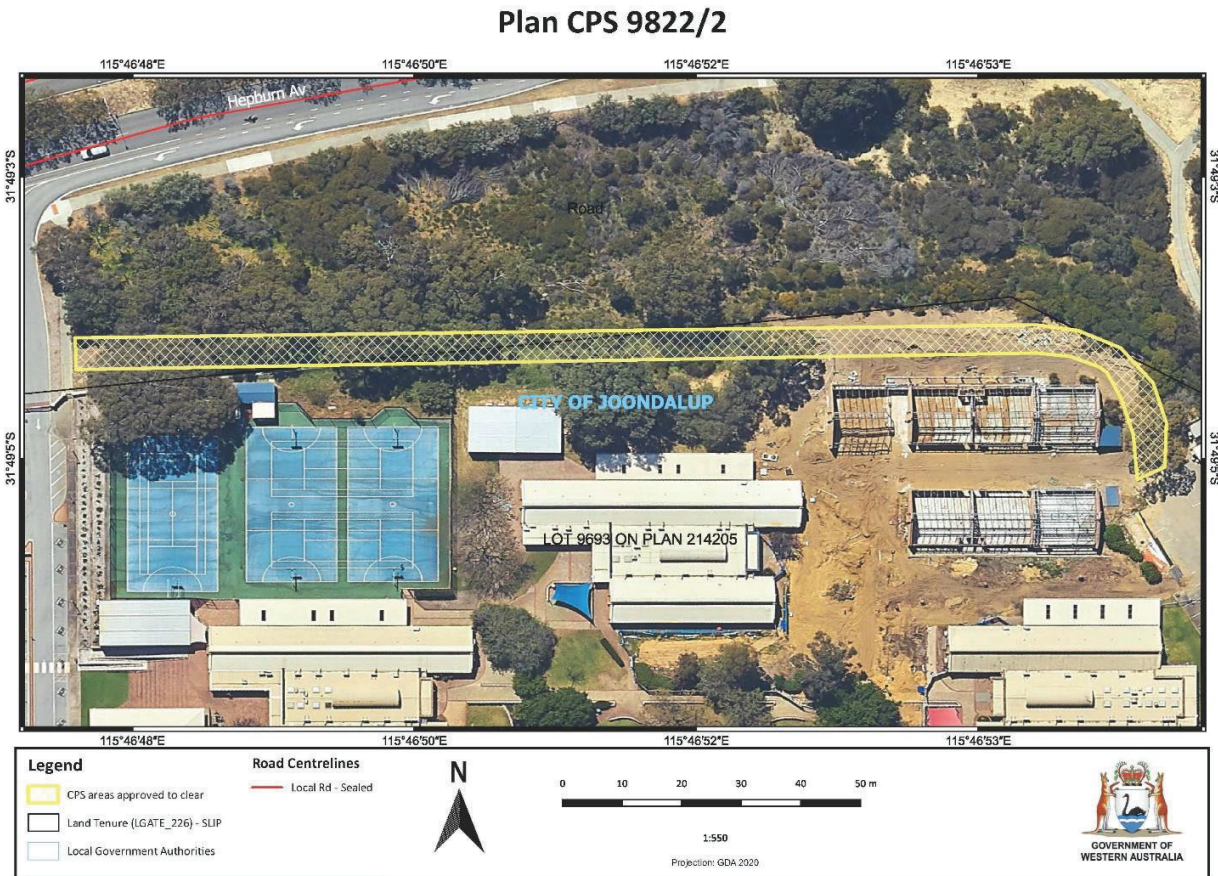 Plan CPS 9822/2
115°46'48"E 115°46'50"E 115°46'52"E 115°46'53"E
Hepburn Av
31°49'3"S
31°49'3"S
Road
CITY OF JOONDALUP
31°49'5"S
31°49'5"S
LOT 9693 ON PLAN 214205
115°46'48"E 115°46'50"E 115°46'52"E 115°46'53"E
Legend
CPS areas approved to clear
Land Tenure (LGATE_226) - SLIP
Local Government Authorities
Road Centrelines
Local Rd - Sealed
N
0 10 20 30 40 50 m
1:550
Projection: GDA 2020
GOVERNMENT OF
WESTERN AUSTRALIA